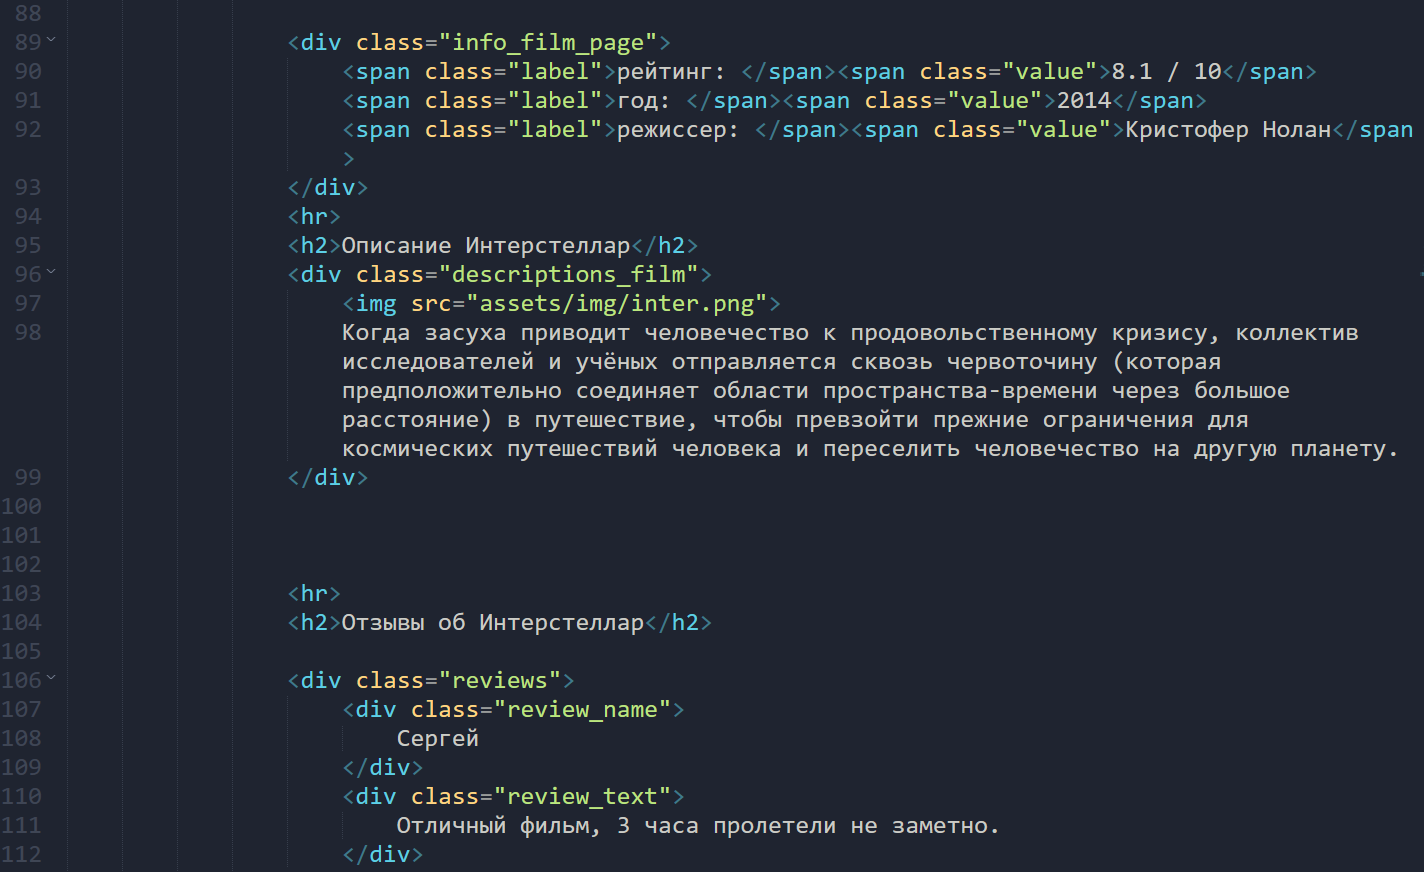 88
89 <div class="info_film_page">
90 <span class="label">рейтинг: </span><span class="value">8.1 / 10</span>
91 <span class="label">год: </span><span class="value">2014</span>
92 <span class="label">режиссер: </span><span class="value">Кристофер Нолан</span
>
93 </div>
94 <hr>
95 <h2>Описание Интерстеллар</h2>
96 <div class="descriptions_film">
97 <img src="assets/img/inter.png">
98 Когда засуха приводит человечество к продовольственному кризису, коллектив
исследователей и учёных отправляется сквозь червоточину (которая
предположительно соединяет области пространства-времени через большое
расстояние) в путешествие, чтобы превзойти прежние ограничения для
космических путешествий человека и переселить человечество на другую планету.
99 </div>
100
101
102
103 <hr>
104 <h2>Отзывы об Интерстеллар</h2>
105
106 <div class="reviews">
107 <div class="review_name">
108 Сергей
109 </div>
110 <div class="review_text">
111 Отличный фильм, 3 часа пролетели не заметно.
112 </div>